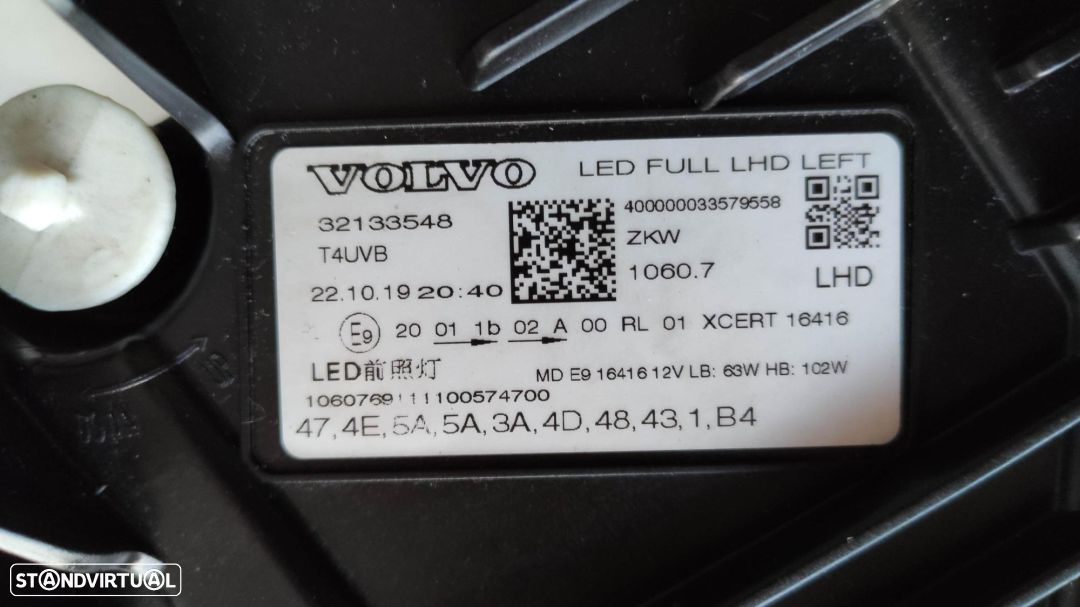 VOLVO LED FULL LHD LEFT
32133548 400000033579558
T4UVB ZKW
1060.7 LHD
22.10.19 20:40
E9 20 01 1b 02 A 00 RL 01 XCERT 16416
LED前照灯 MD E9 16416 12V LB: 63W HB: 102W
1060769111100574700
47,4E,5A,5A,3A,4D,48,43,1,B4
STANDVIRTUAL